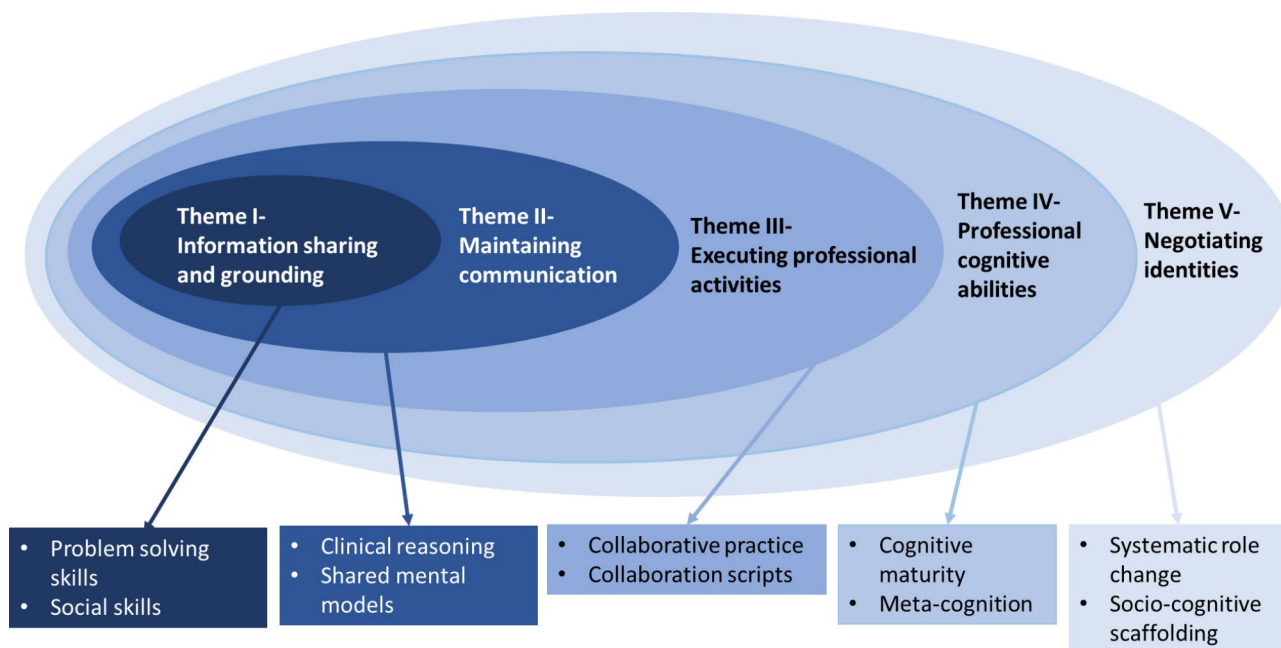 Theme I-
Information sharing
and grounding
Theme II-
Maintaining
communication
Theme III-
Executing professional
activities
Theme IV-
Professional
cognitive
abilities
Theme V-
Negotiating
identities
• Problem solving
skills
• Social skills
• Clinical reasoning
• Shared mental
models
• Collaborative practice
• Collaboration scripts
• Cognitive
maturity
• Meta-cognition
• Systematic role
change
• Socio-cognitive
scaffolding